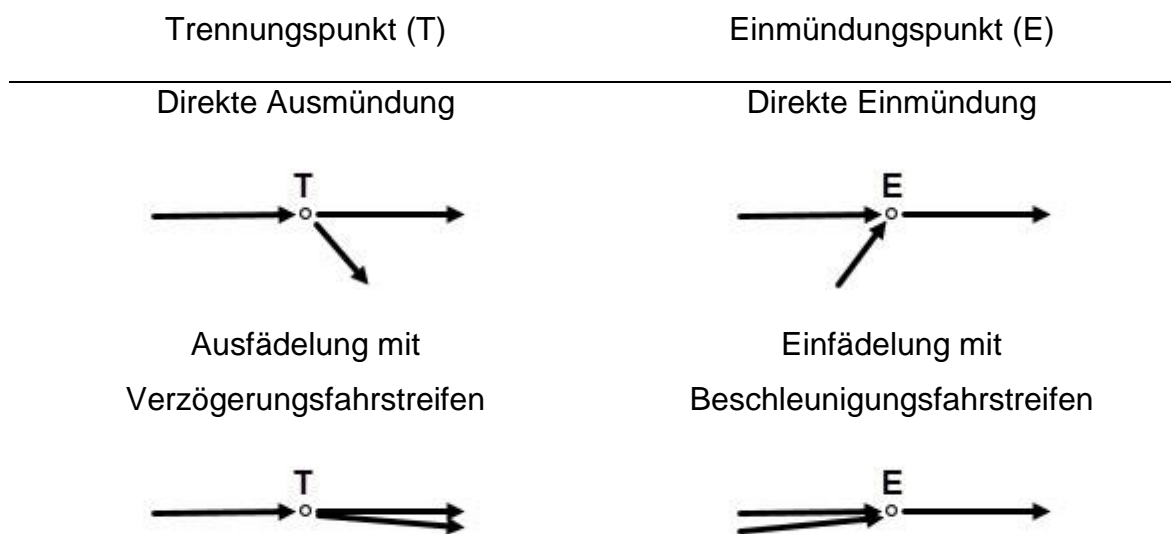 Trennungspunkt (T)
Einmündungspunkt (E)
Direkte Ausmündung
Direkte Einmündung
T
E
Ausfädelung mit
Verzögerungsfahrstreifen
Einfädelung mit
Beschleunigungsfahrstreifen
T
E